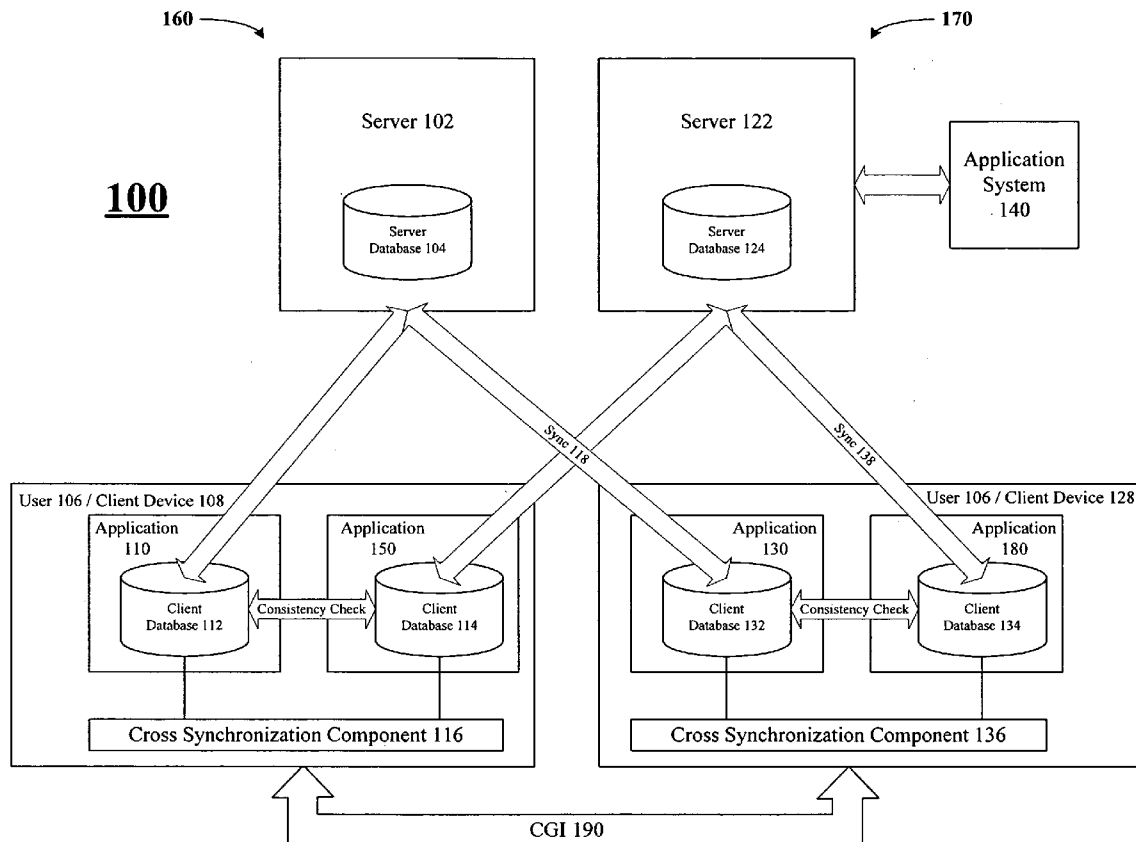 160
170
Server 102
Server 122
Application
System
140
100
Server
Database 104
Server
Database 124
Sync 118
Sync 138
User 106 / Client Device 108
User 106 / Client Device 128
Application
110
Application
150
Application
130
Application
180
Client
Database 112
Consistency Check
Client
Database 114
Client
Database 132
Consistency Check
Client
Database 134
Cross Synchronization Component 116
Cross Synchronization Component 136
CGI 190